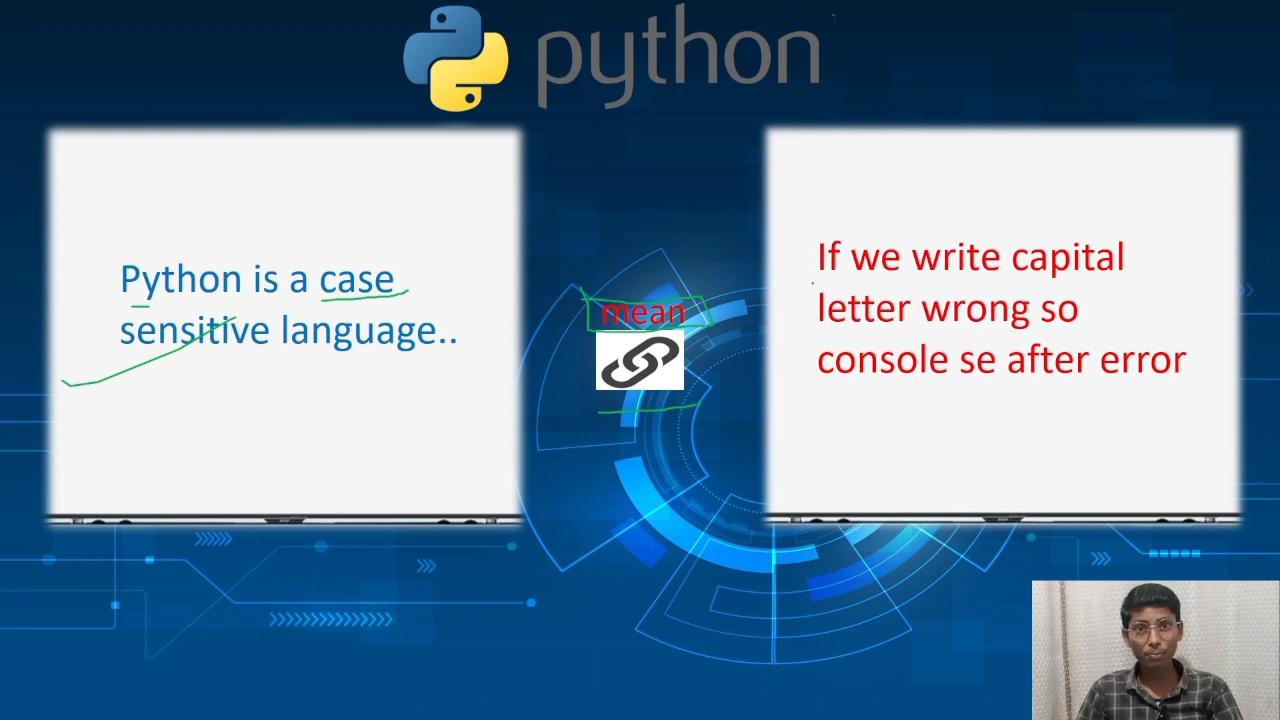 python
Python is a case
sensitive language..
mean
If we write capital
letter wrong so
console se after error